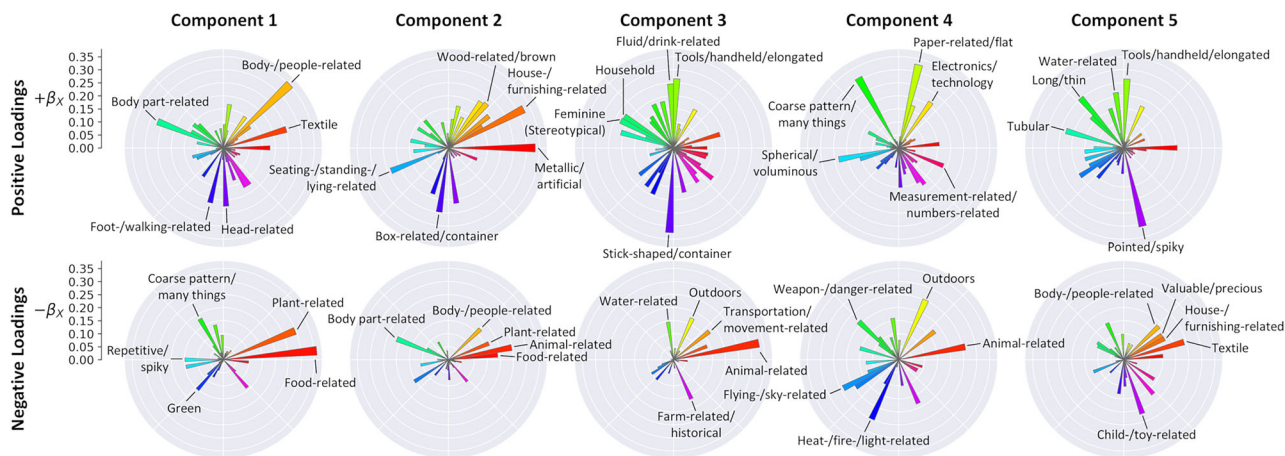 Component 1
Component 2
Component 3
Component 4
Component 5
Positive Loadings
+βX
0.35
0.30
0.25
0.20
0.15
0.10
0.05
0.00
Body-/people-related
Body part-related
Textile
Foot-/walking-related
Head-related
Wood-related/brown
House-/
furnishing-related
Seating-/standing-/
lying-related
Metallic/
artificial
Box-related/container
Fluid/drink-related
Tools/handheld/elongated
Household
Feminine
(Stereotypical)
Stick-shaped/container
Paper-related/flat
Electronics/
technology
Coarse pattern/
many things
Spherical/
voluminous
Measurement-related/
numbers-related
Tools/handheld/elongated
Water-related
Long/thin
Tubular
Pointed/spiky
Negative Loadings
−βX
0.35
0.30
0.25
0.20
0.15
0.10
0.05
0.00
Coarse pattern/
many things
Plant-related
Repetitive/
spiky
Food-related
Green
Body-/people-related
Body part-related
Plant-related
Animal-related
Food-related
Water-related
Outdoors
Transportation/
movement-related
Animal-related
Farm-related/
historical
Weapon-/danger-related
Outdoors
Animal-related
Flying-/sky-related
Heat-/fire-/light-related
Body-/people-related
Valuable/precious
House-/
furnishing-related
Textile
Child-/toy-related